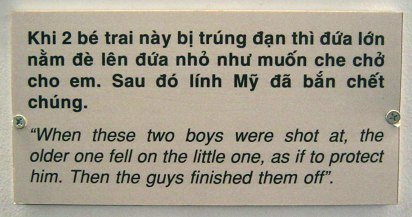 Khi 2 bé trai này bị trúng đạn thì đứa lớn
nằm đè lên đứa nhỏ như muốn che chở
cho em. Sau đó lính Mỹ đã bắn chết
chúng.
“When these two boys were shot at, the
older one fell on the little one, as if to protect
him. Then the guys finished them off”.